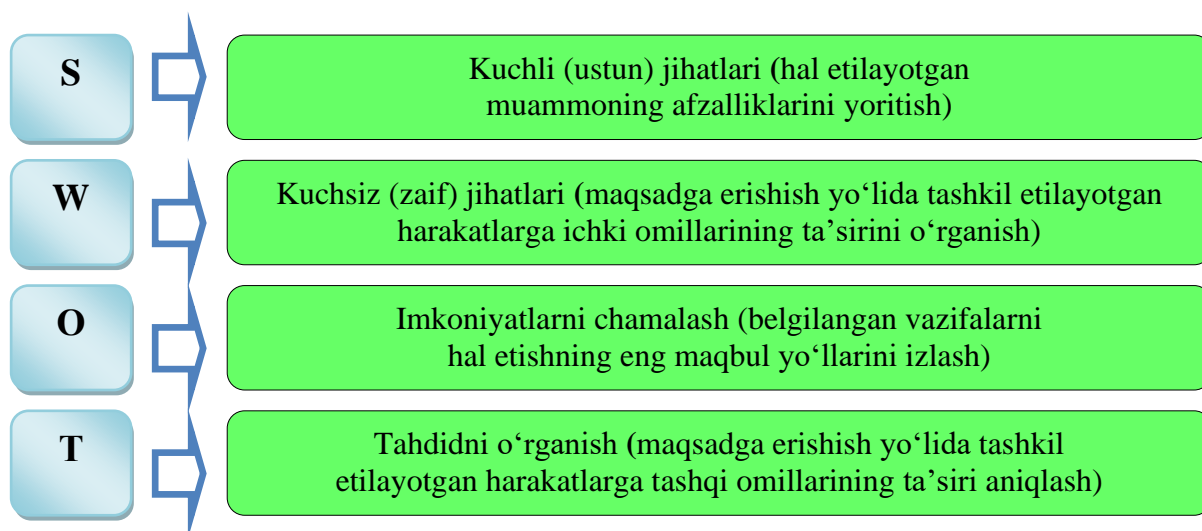 S
Kuchli (ustun) jihatlari (hal etilayotgan
muammoning afzalliklarini yoritish)
W
Kuchsiz (zaif) jihatlari (maqsadga erishish yo‘lida tashkil etilayotgan
harakatlarga ichki omillarining ta’sirini o‘rganish)
O
Imkoniyatlarni chamalash (belgilangan vazifalarni
hal etishning eng maqbul yo‘llarini izlash)
T
Tahdidni o‘rganish (maqsadga erishish yo‘lida tashkil
etilayotgan harakatlarga tashqi omillarining ta’siri aniqlash)